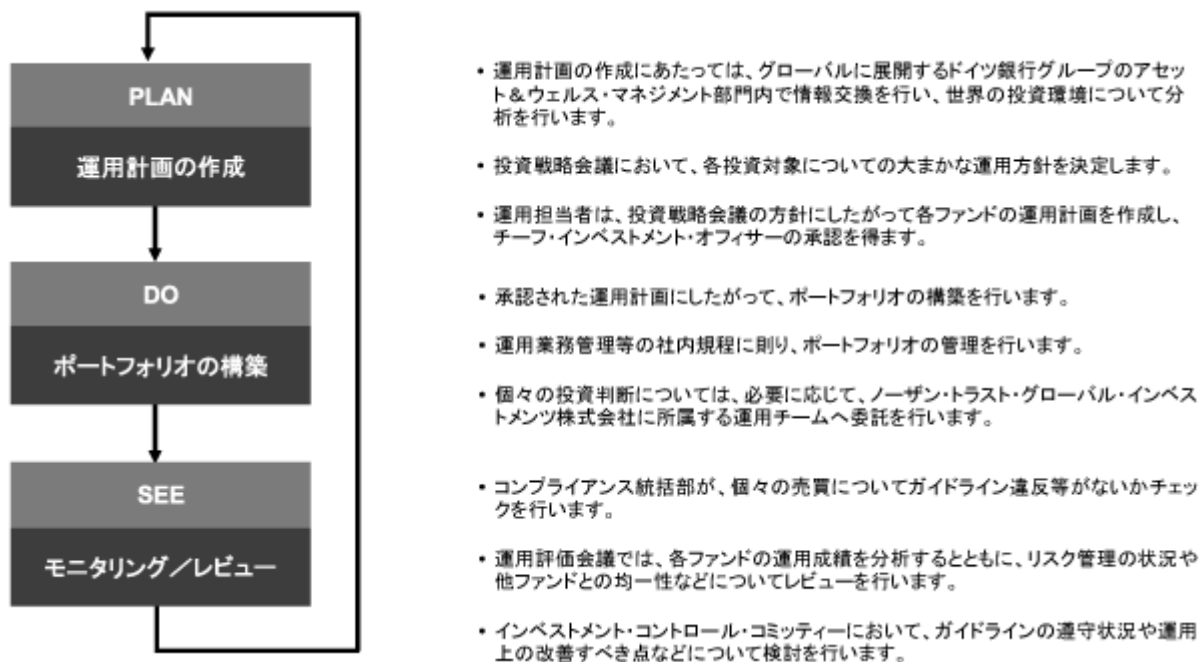 PLAN
運用計画の作成
• 運用計画の作成にあたっては、グローバルに展開するドイツ銀行グループのアセッ
ト＆ウェルス・マネジメント部門内で情報交換を行い、世界の投資環境について分
析を行います。
• 投資戦略会議において、各投資対象についての大まかな運用方針を決定します。
• 運用担当者は、投資戦略会議の方針にしたがって各ファンドの運用計画を作成し、
チーフ・インベストメント・オフィサーの承認を得ます。
DO
ポートフォリオの構築
• 承認された運用計画にしたがって、ポートフォリオの構築を行います。
• 運用業務管理等の社内規程に則り、ポートフォリオの管理を行います。
• 個々の投資判断については、必要に応じて、ノーザン・トラスト・グローバル・インベス
トメンツ株式会社に所属する運用チームへ委託を行います。
SEE
モニタリング／レビュー
• コンプライアンス統括部が、個々の売買についてガイドライン違反等がないかチェッ
クを行います。
• 運用評価会議では、各ファンドの運用成績を分析するとともに、リスク管理の状況や
他ファンドとの均一性などについてレビューを行います。
• インベストメント・コントロール・コミッティーにおいて、ガイドラインの遵守状況や運用
上の改善すべき点などについて検討を行います。